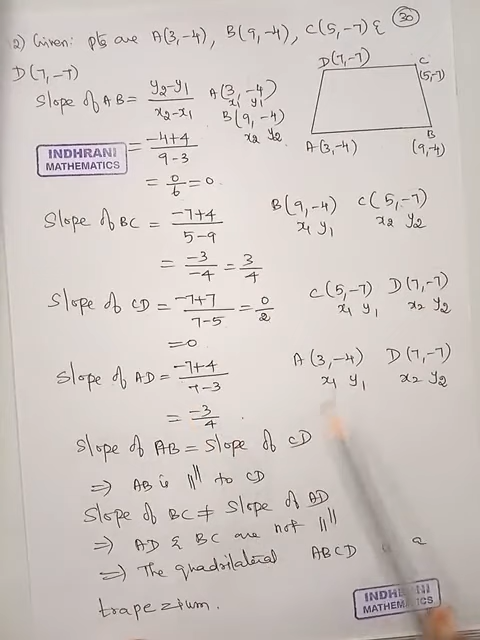 30
2) Given: pts are A(3,-4), B(9,-4), C(5,-7) &
D(7,-7)
D(7,-7) C
(5,-7)
Slope of AB = y2-y1 / x2-x1 A(3,-4)
x1 y1
B(9,-4)
x2 y2
B
A(3,-4) (9,-4)
= -4+4 / 9-3
INDHRANI
MATHEMATICS
= 0/6 = 0.
Slope of BC = -7+4 / 5-9 B(9,-4) C(5,-7)
x1 y1 x2 y2
= -3/-4 = 3/4
Slope of CD = -7+7 / 7-5 = 0/2 C(5,-7) D(7,-7)
x1 y1 x2 y2
=0
Slope of AD = -7+4 / 7-3 A(3,-4) D(7,-7)
x1 y1 x2 y2
= -3/4.
Slope of AB = Slope of CD
⇒ AB is ∥ to CD
Slope of BC ≠ Slope of AD
⇒ AD & BC are not ∥
⇒ The quadrilateral ABCD is a
trapezium.
INDHRANI
MATHEMATICS